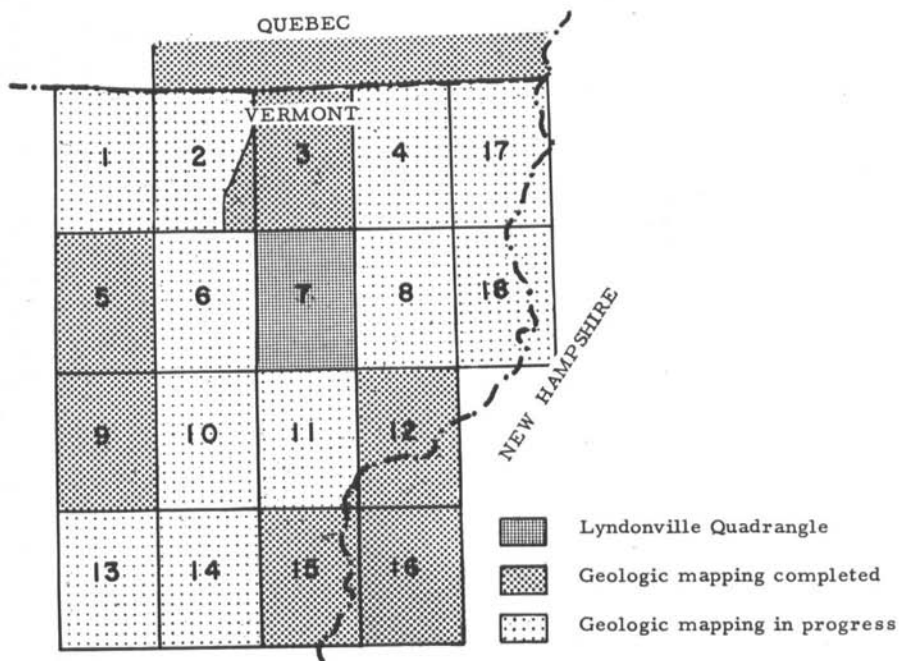 QUEBEC
VERMONT
1 2 3 4 17
5 6 7 8 18
9 10 11 12
13 14 15 16
NEW HAMPSHIRE
Lyndonville Quadrangle
Geologic mapping completed
Geologic mapping in progress